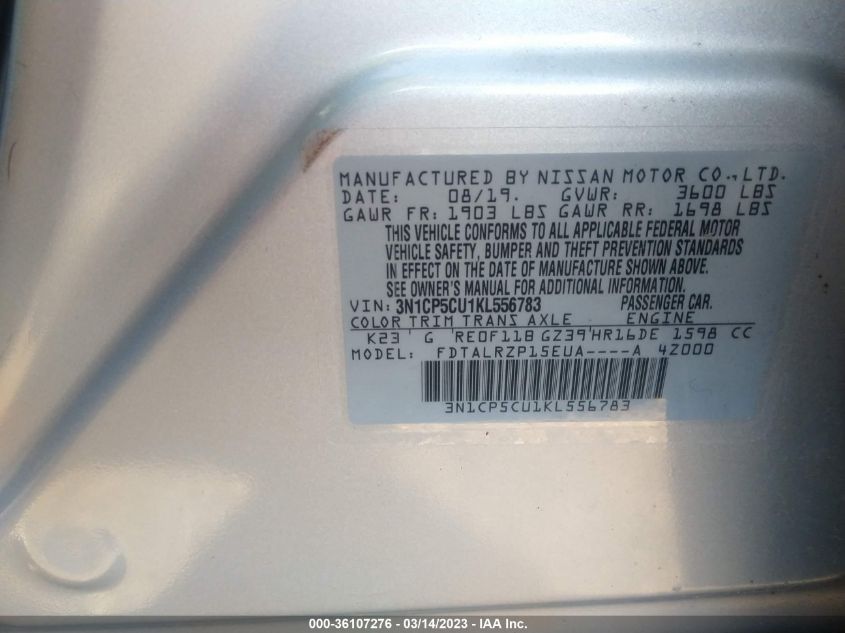 MANUFACTURED BY NISSAN MOTOR CO.,LTD.
DATE: 08/19. GVWR: 3600 LBS
GAWR FR: 1903 LBS GAWR RR: 1698 LBS
THIS VEHICLE CONFORMS TO ALL APPLICABLE FEDERAL MOTOR
VEHICLE SAFETY, BUMPER AND THEFT PREVENTION STANDARDS
IN EFFECT ON THE DATE OF MANUFACTURE SHOWN ABOVE.
SEE OWNER'S MANUAL FOR ADDITIONAL INFORMATION.
VIN: 3N1CP5CU1KL556783 PASSENGER CAR.
COLOR TRIM TRANS AXLE ENGINE
K23 G RE0F11B GZ39 HR16DE 1598 CC
MODEL: FDTALRZP15EUA----A 4Z000
3N1CP5CU1KL556783
000-36107276 - 03/14/2023 - IAA Inc.